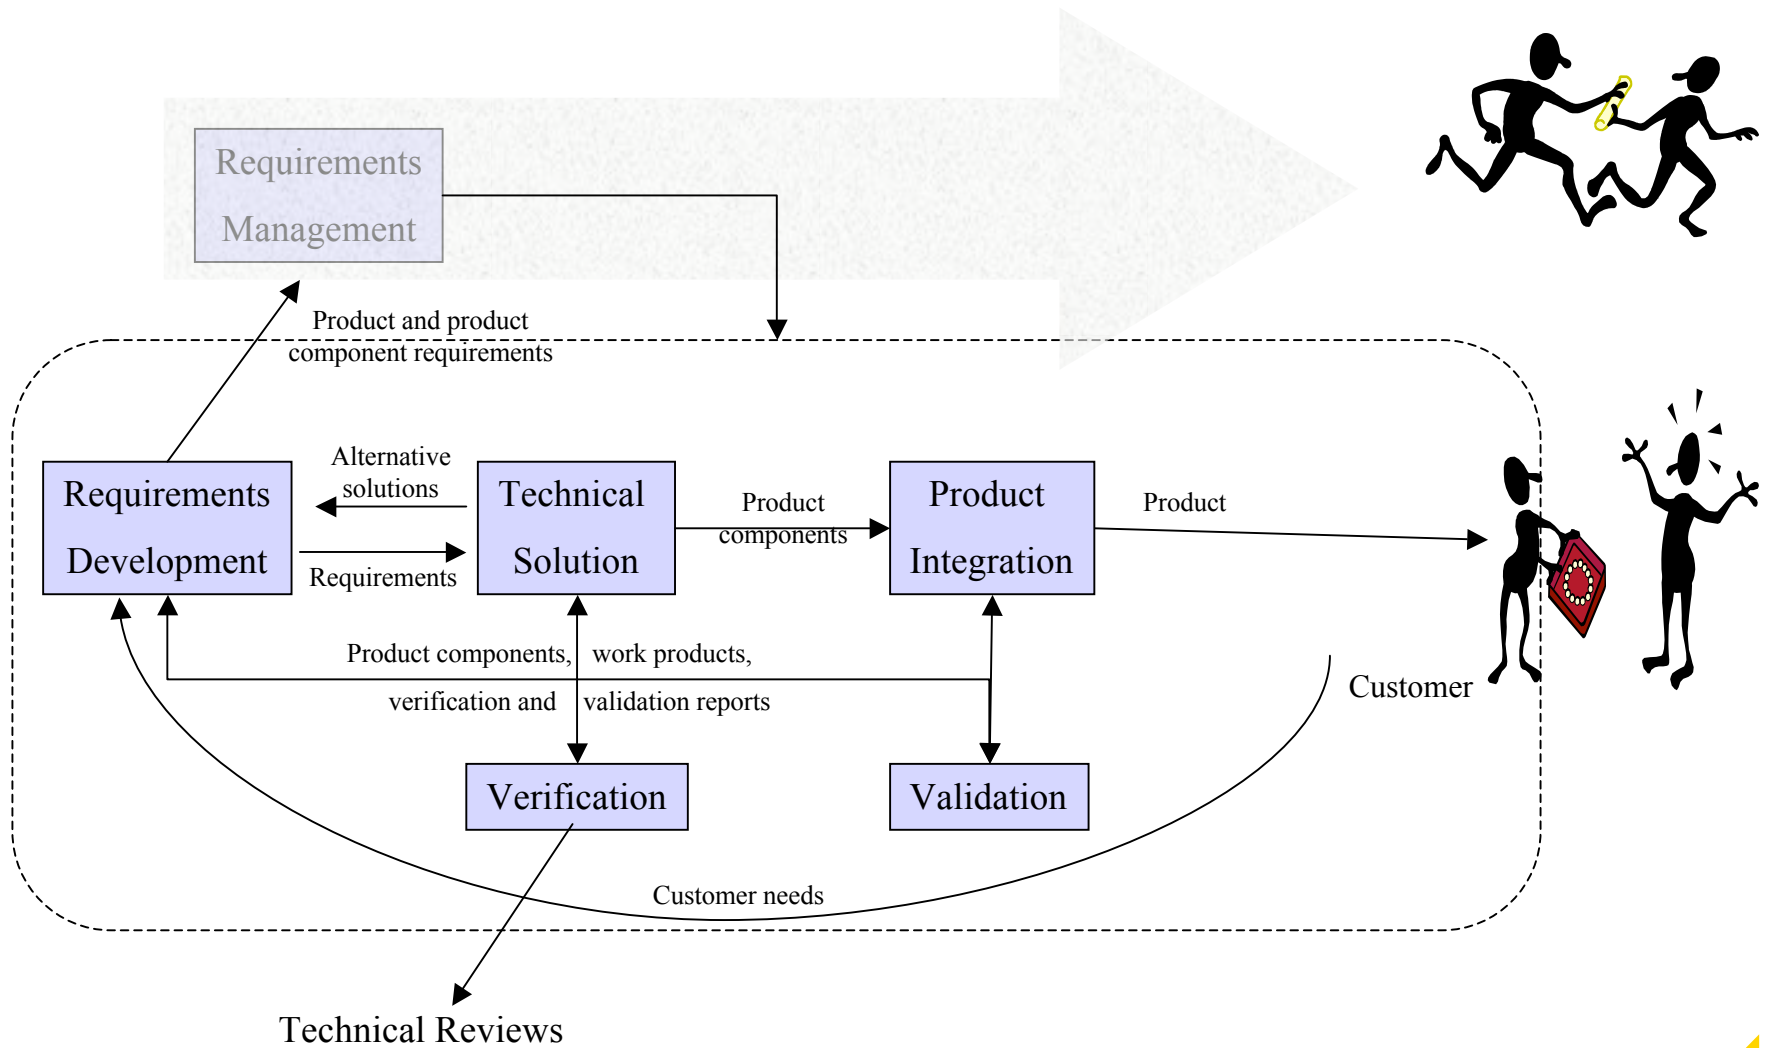 Requirements
Management
Product and product
component requirements
Alternative
solutions
Requirements
Development
Requirements
Technical
Solution
Product
components
Product
Integration
Product
Product components, work products,
verification and validation reports
Customer
Verification
Validation
Customer needs
Technical Reviews